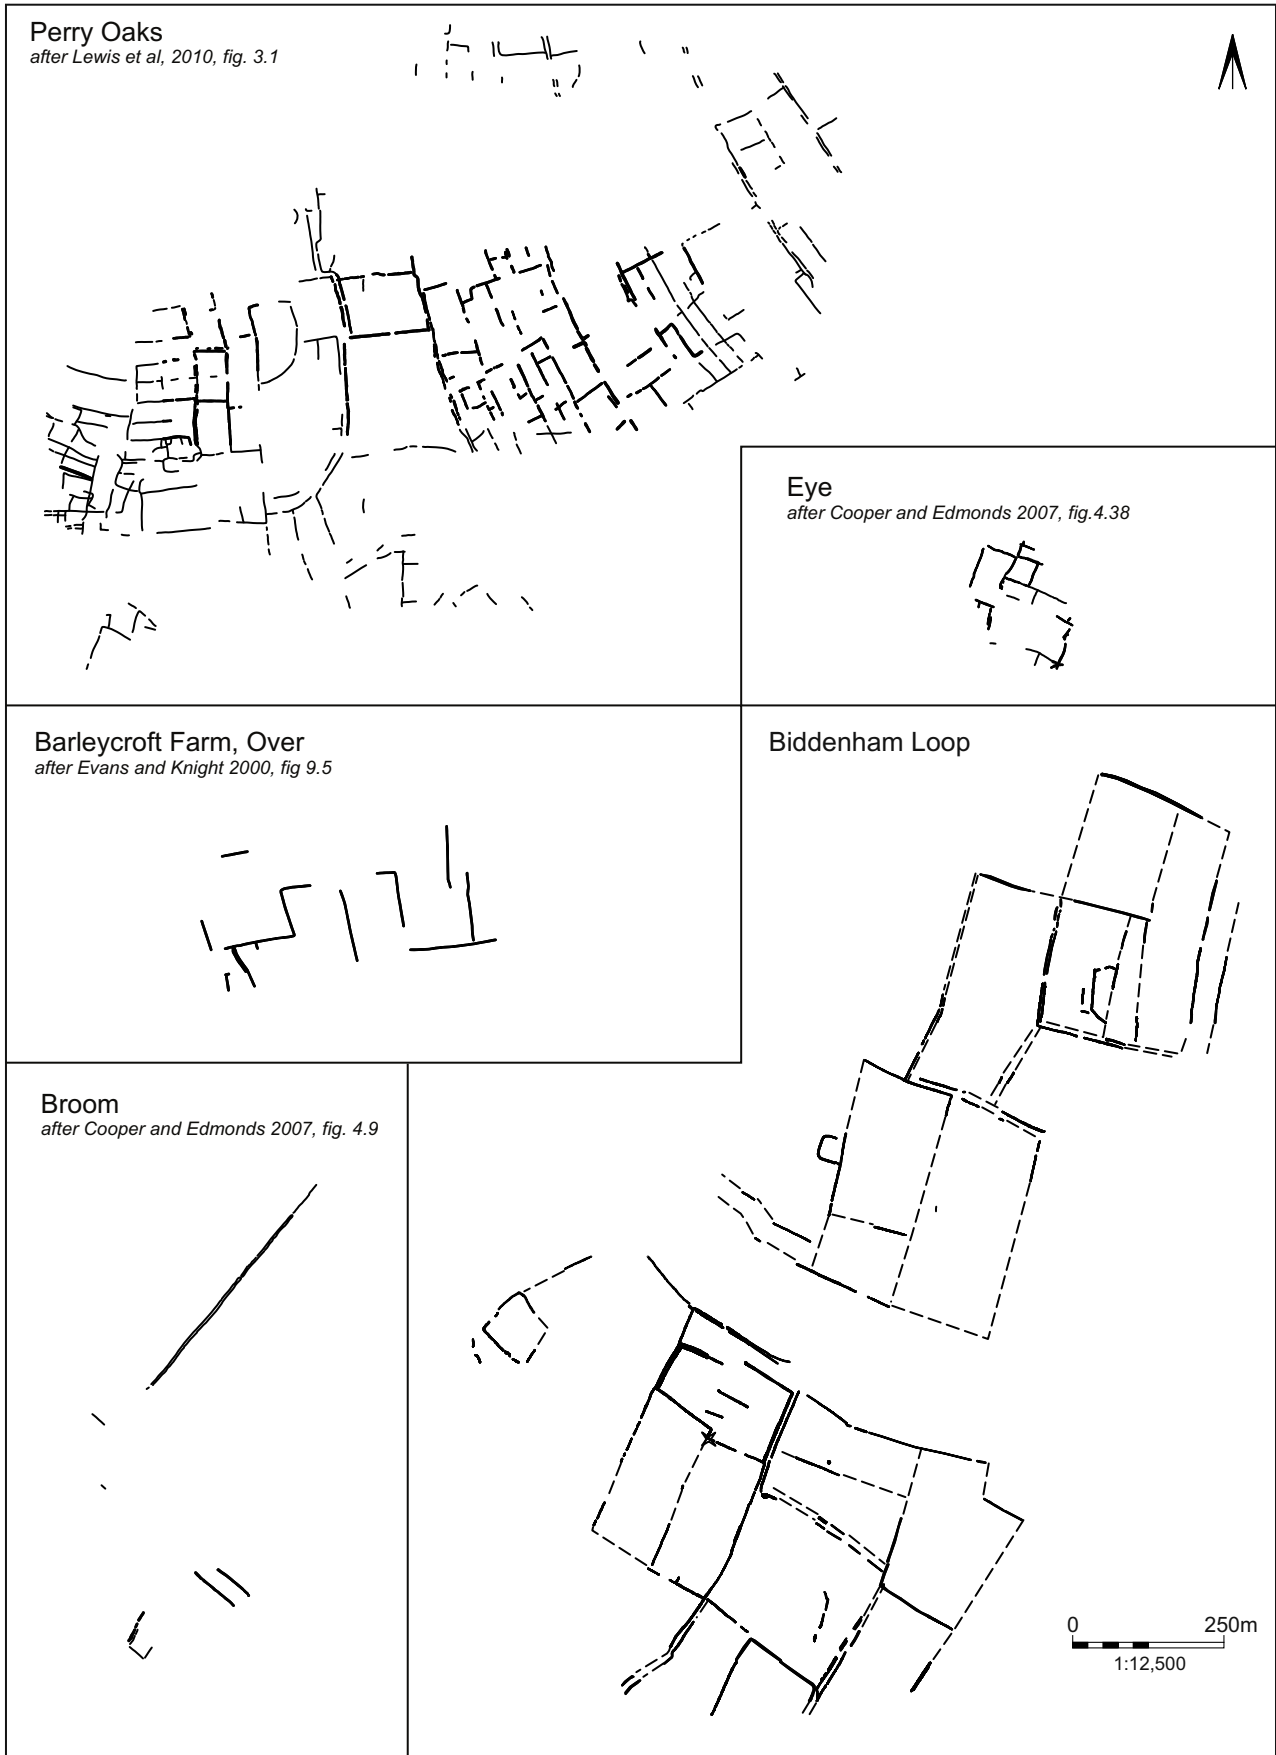 Perry Oaks
after Lewis et al, 2010, fig. 3.1
Eye
after Cooper and Edmonds 2007, fig.4.38
Barleycroft Farm, Over
after Evans and Knight 2000, fig 9.5
Biddenham Loop
Broom
after Cooper and Edmonds 2007, fig. 4.9
0 250m
1:12,500